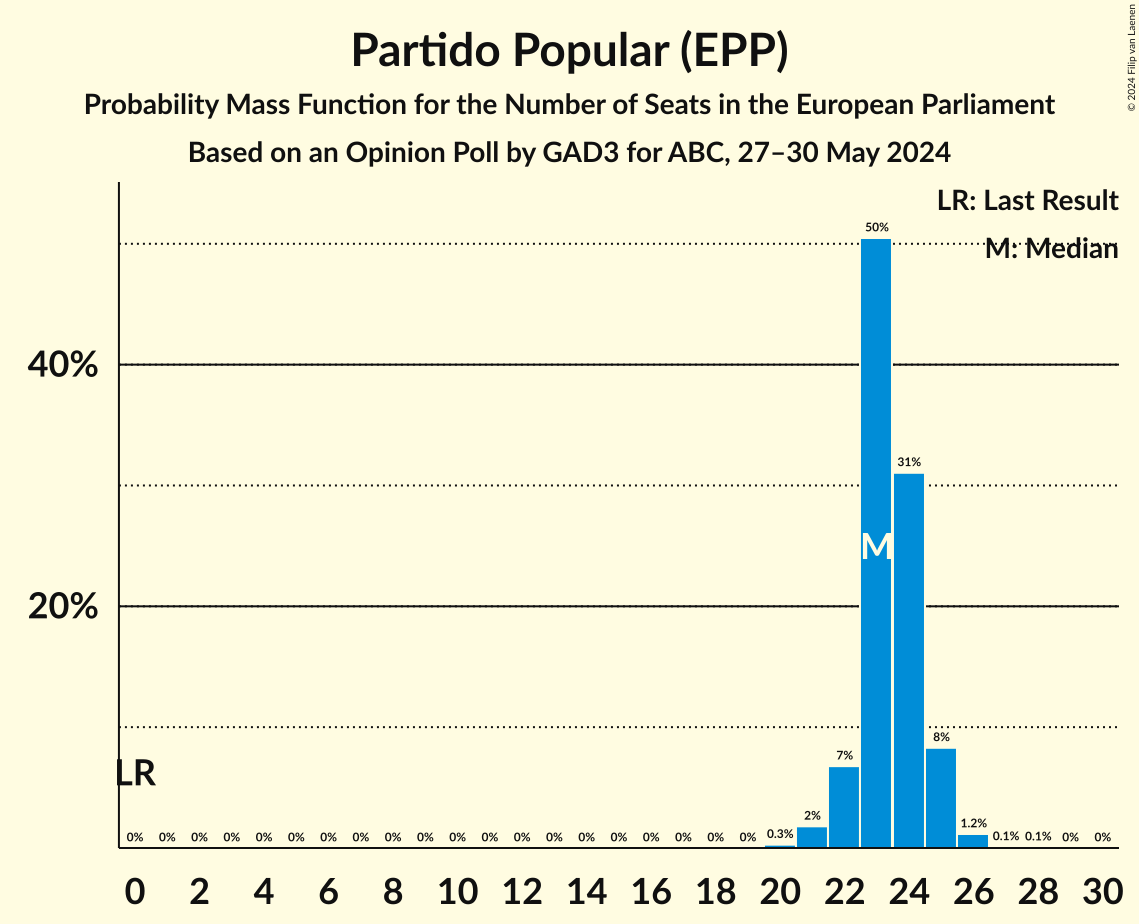 Partido Popular (EPP)
Probability Mass Function for the Number of Seats in the European Parliament
Based on an Opinion Poll by GAD3 for ABC, 27–30 May 2024
© 2024 Filip van Laenen
LR: Last Result
M: Median
50%
40%
31%
M
20%
LR
0% 0% 0% 0% 0% 0% 0% 0% 0% 0% 0% 0% 0% 0% 0% 0% 0% 0% 0% 0% 0.3% 2% 7% 8% 1.2% 0.1% 0.1% 0% 0%
0 2 4 6 8 10 12 14 16 18 20 22 24 26 28 30